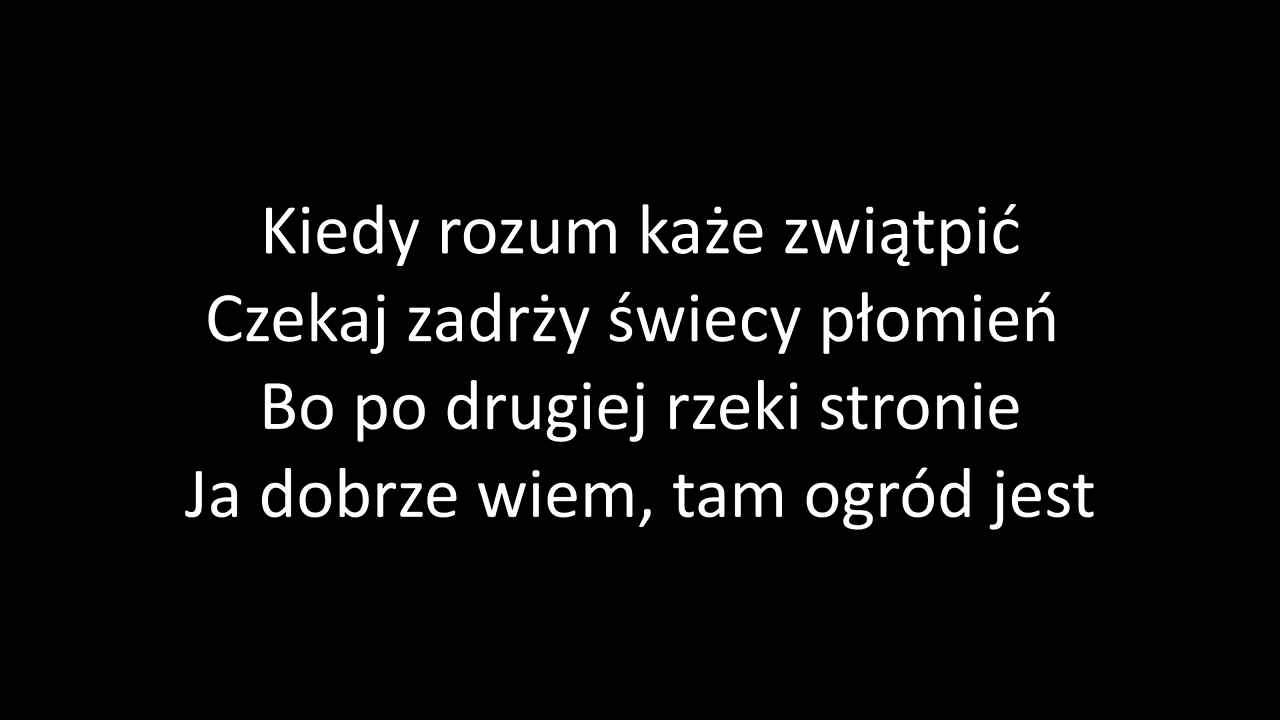 Kiedy rozum każe zwiątpić
Czekaj zadrży świecy płomień
Bo po drugiej rzeki stronie
Ja dobrze wiem, tam ogród jest